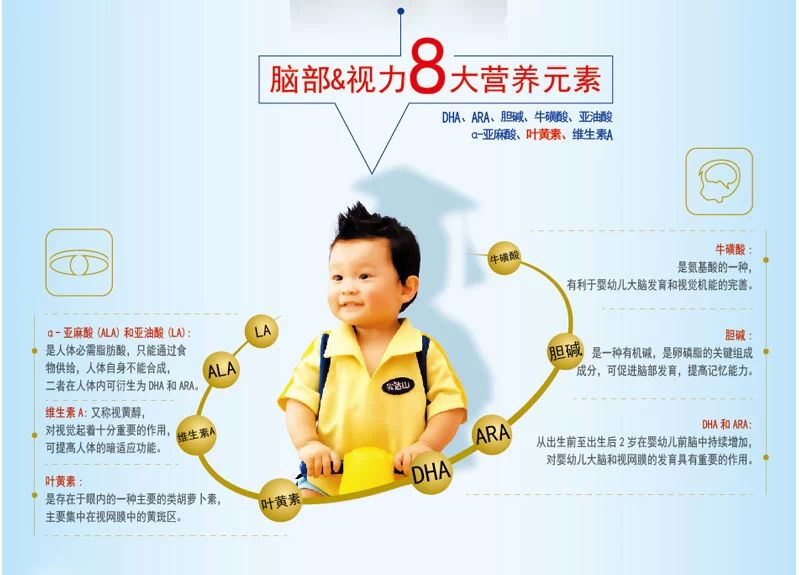 脑部&视力8大营养元素
DHA、ARA、胆碱、牛磺酸、亚油酸
α-亚麻酸、叶黄素、维生素A
牛磺酸:
是氨基酸的一种，
有利于婴幼儿大脑发育和视觉机能的完善。
牛磺酸
α-亚麻酸(ALA)和亚油酸(LA):
是人体必需脂肪酸，只能通过食
物供给，人体自身不能合成，
二者在人体内可衍生为DHA和ARA。
LA
ALA
胆碱
胆碱:
是一种有机碱，是卵磷脂的关键组成
成分，可促进脑部发育，提高记忆能力。
完达山
维生素A:又称视黄醇，
对视觉起着十分重要的作用，
可提高人体的暗适应功能。
维生素A
ARA
DHA和ARA:
从出生前至出生后2岁在婴幼儿前脑中持续增加，
对婴幼儿大脑和视网膜的发育具有重要的作用。
叶黄素:
是存在于眼内的一种主要的类胡萝卜素，
主要集中在视网膜中的黄斑区。
叶黄素
DHA